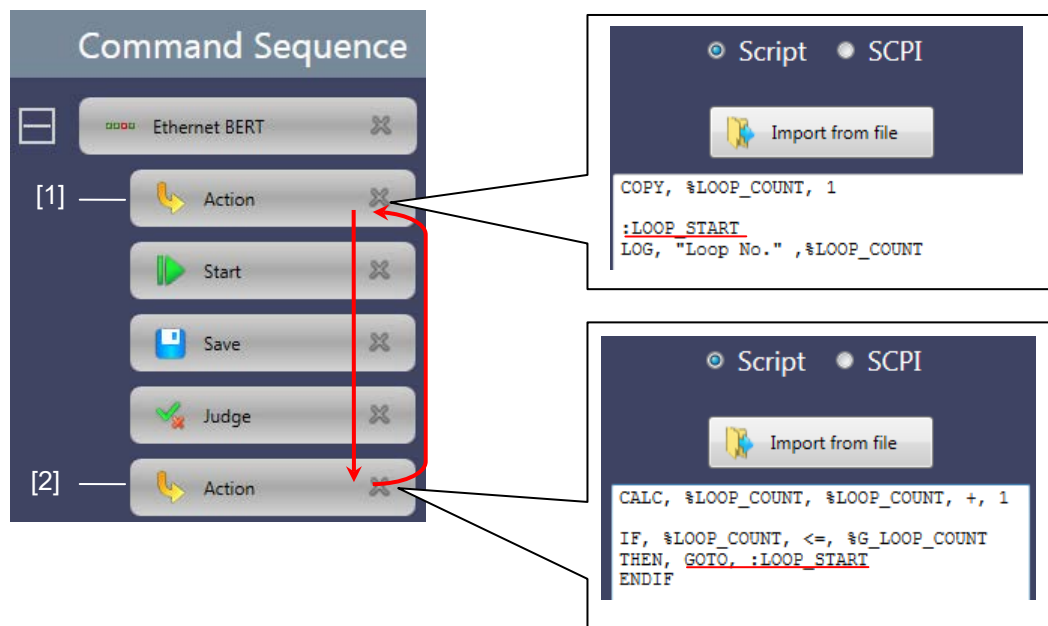 Command Sequence
Ethernet BERT
[1]
Action
Start
Save
Judge
[2]
Action
Script SCPI
Import from file
COPY, %LOOP_COUNT, 1
:LOOP_START
LOG, "Loop No." ,%LOOP_COUNT
Script SCPI
Import from file
CALC, %LOOP_COUNT, %LOOP_COUNT, +, 1
IF, %LOOP_COUNT, <=, %G_LOOP_COUNT
THEN, GOTO, :LOOP_START
ENDIF